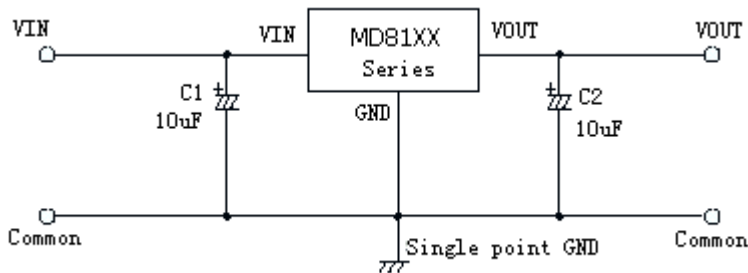 VIN
VIN
MD81XX
Series
VOUT
VOUT
GND
C1
10uF
C2
10uF
Common
Single point GND
Common